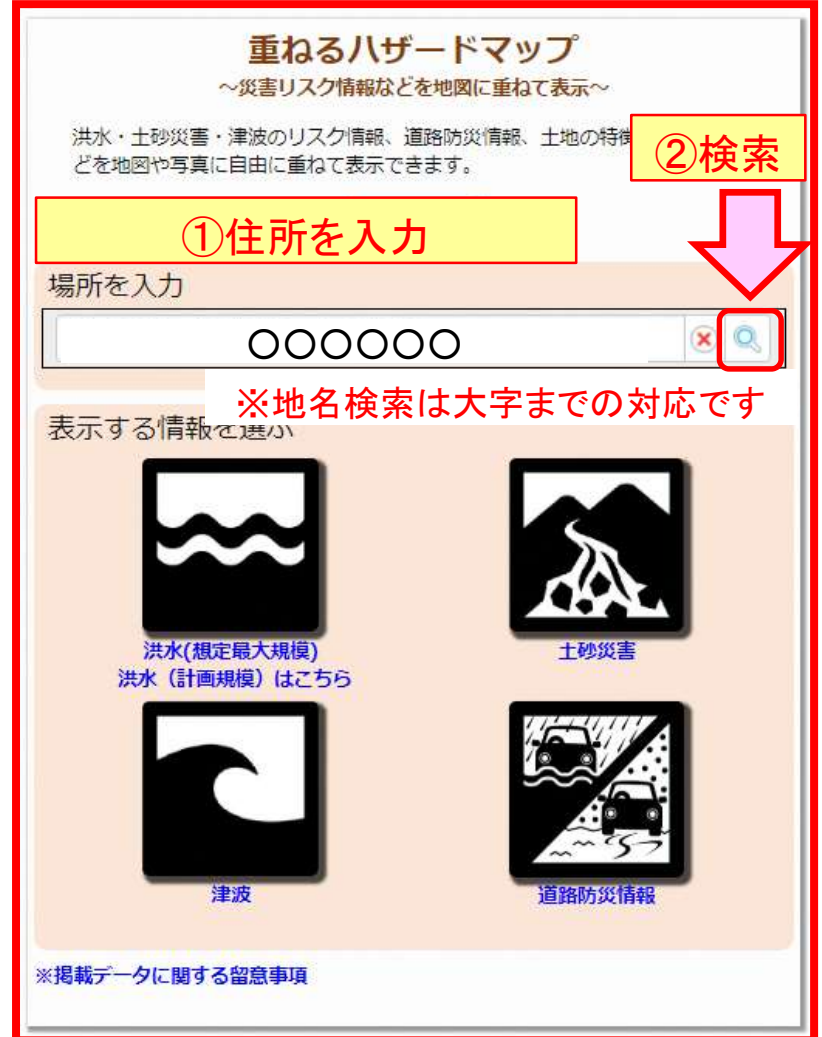 重ねるハザードマップ
～災害リスク情報などを地図に重ねて表示～
洪水・土砂災害・津波のリスク情報、道路防災情報、土地の特徴
どを地図や写真に自由に重ねて表示できます。
②検索
①住所を入力
場所を入力
○○○○○○
※地名検索は大字までの対応です
表示する情報を選ぶ
洪水(想定最大規模)
洪水（計画規模）はこちら
土砂災害
津波
道路防災情報
※掲載データに関する留意事項